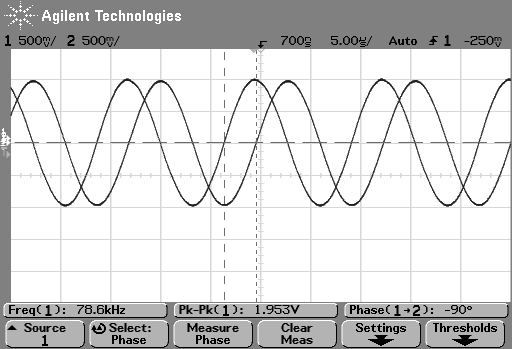 Agilent Technologies
1 500mV/ 2 500mV/ 700ns 5.00µs/ Auto 1 -250mV
Freq(1): 78.6kHz Pk-Pk(1): 1.953V Phase(1→2): -90°
Source 1 Select: Phase Measure Phase Clear Meas Settings Thresholds